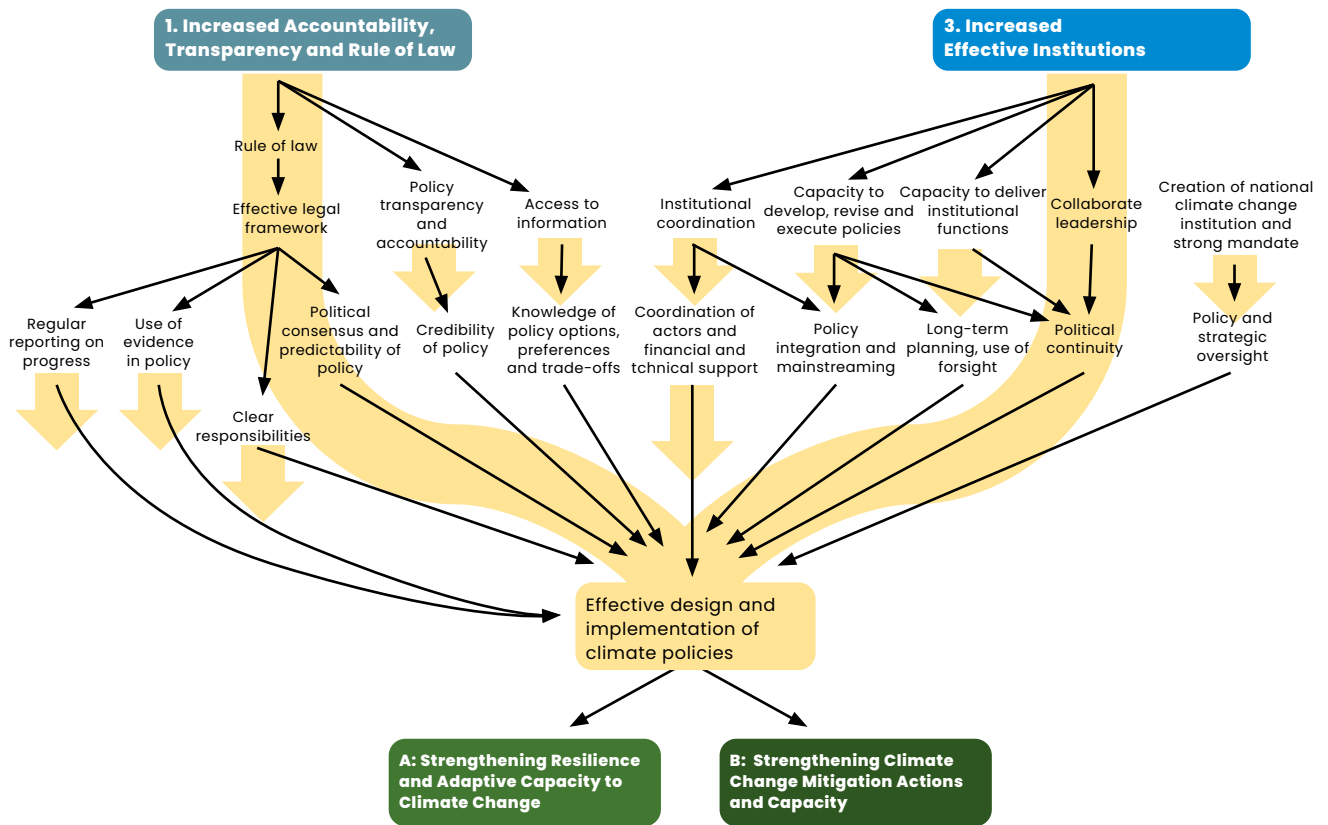 1. Increased Accountability,
Transparency and Rule of Law
3. Increased
Effective Institutions
Rule of law
Effective legal
framework
Policy
transparency
and
accountability
Access to
information
Institutional
coordination
Capacity to
develop, revise and
execute policies
Capacity to deliver
institutional
functions
Collaborate
leadership
Creation of national
climate change
institution and
strong mandate
Regular
reporting on
progress
Use of
evidence
in policy
Political
consensus and
predictability of
policy
Credibility
of policy
Knowledge of
policy options,
preferences
and trade-offs
Coordination of
actors and
financial and
tchnical support
Policy
integration and
mainstreaming
Long-term
planning, use of
forsight
Political
continuity
Policy and
strategic
oversight
Clear
responsibilities
Effective design and
implementation of
climate policies
A: Strengthening Resilience
and Adaptive Capacity to
Climate Change
B: Strengthening Climate
Change Mitigation Actions
and Capacity